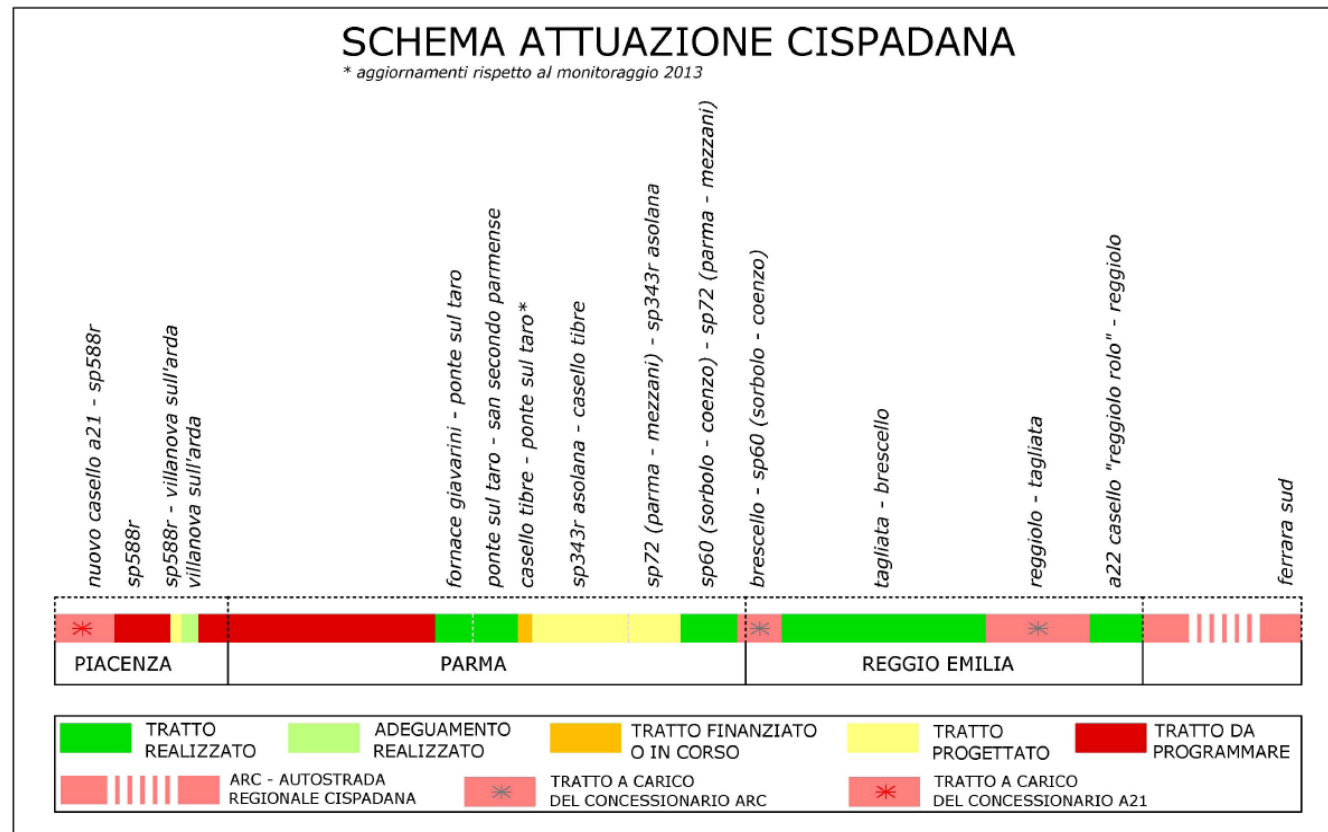 SCHEMA ATTUAZIONE CISPADANA
* aggiornamenti rispetto al monitoraggio 2013
nuovo casello a21 - sp588r
sp588r
sp588r - villanova sull'arda
villanova sull'arda
fornace giavarini - ponte sul taro
ponte sul taro - san secondo parmense
casello tibre - ponte sul taro*
sp343r asolana - casello tibre
sp72 (parma - mezzani) - sp343r asolana
sp60 (sorbolo - coenzo) - sp72 (parma - mezzani)
brescello - sp60 (sorbolo - coenzo)
tagliata - brescello
reggiolo - tagliata
a22 casello "reggiolo rolo" - reggiolo
ferrara sud
PIACENZA
PARMA
REGGIO EMILIA
TRATTO
REALIZZATO
ADEGUAMENTO
REALIZZATO
TRATTO FINANZIATO
O IN CORSO
TRATTO
PROGETTATO
TRATTO DA
PROGRAMMARE
ARC - AUTOSTRADA
REGIONALE CISPADANA
TRATTO A CARICO
DEL CONCESSIONARIO ARC
TRATTO A CARICO
DEL CONCESSIONARIO A21